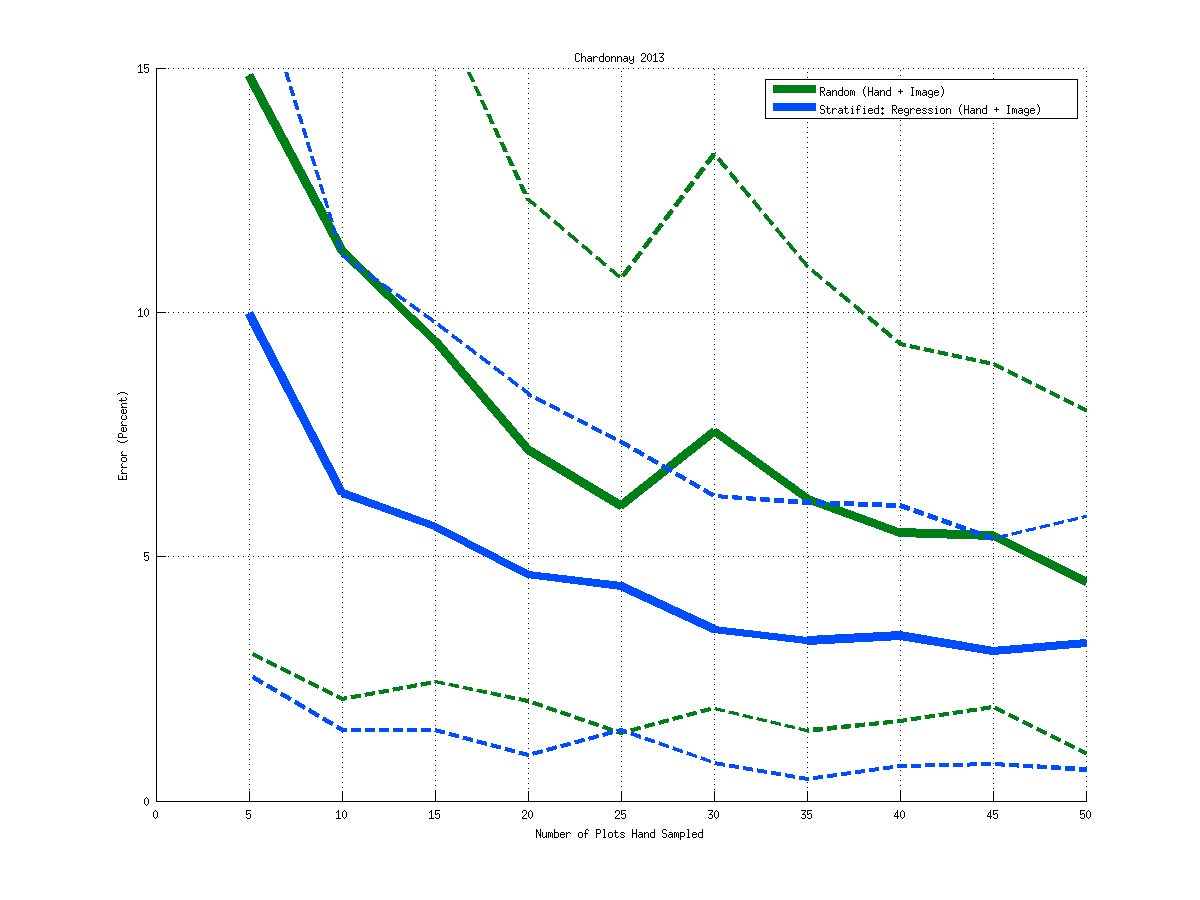 Chardonnay 2013
Random (Hand + Image)
Stratified: Regression (Hand + Image)
Error (Percent)
15
10
5
0
0 5 10 15 20 25 30 35 40 45 50
Number of Plots Hand Sampled